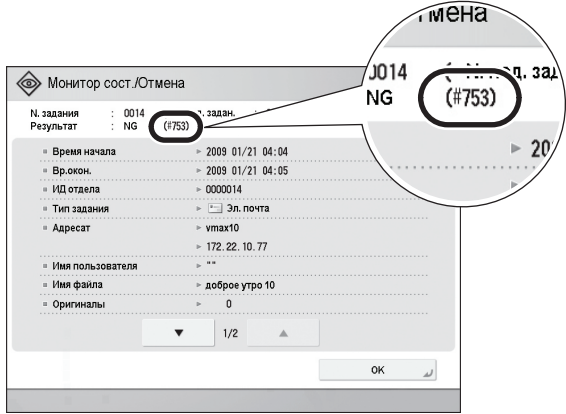 Монитор сост./Отмена
N. задания : 0014 . задан. :
Результат : NG (#753)
Время начала 2009 01/21 04:04
Вр.окон. 2009 01/21 04:05
ИД отдела 0000014
Тип задания Эл. почта
Адресат vmax10
172.22.10.77
Имя пользователя ""
Имя файла доброе утро 10
Оригиналы 0
1/2
OK
мена
0014
NG (#753)
20